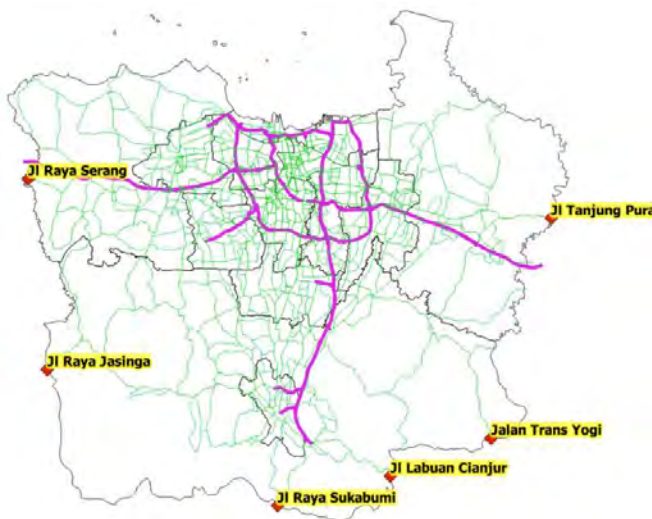 Jl Raya Serang
Jl Tanjung Pura
Jl Raya Jasinga
Jalan Trans Yogi
Jl Labuan Cianjur
Jl Raya Sukabumi